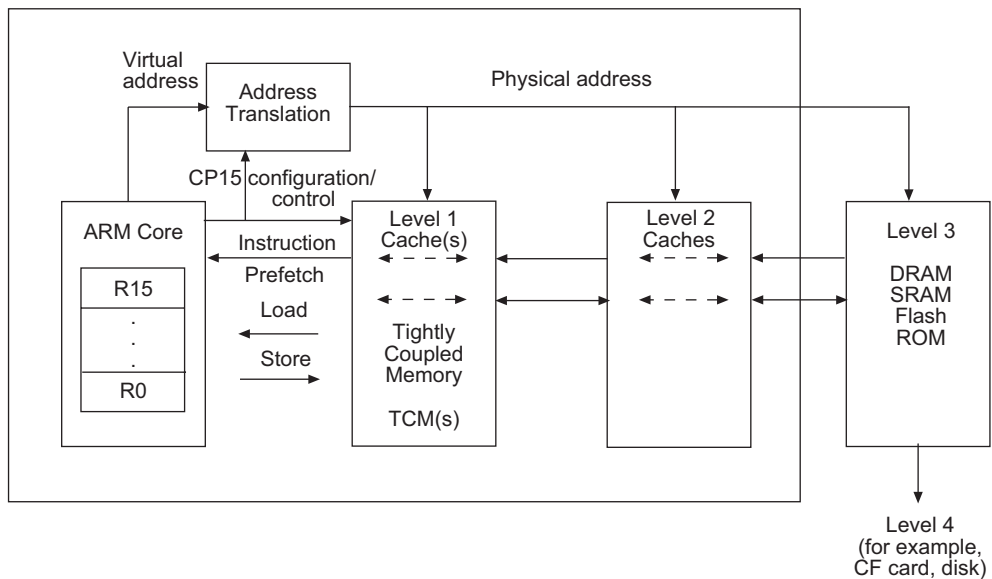 Virtual
address
Address
Translation
Physical address
CP15 configuration/
control
ARM Core
R15
.
.
.
R0
Instruction
Prefetch
Load
Store
Level 1
Cache(s)
Tightly
Coupled
Memory
TCM(s)
Level 2
Caches
Level 3
DRAM
SRAM
Flash
ROM
Level 4
(for example,
CF card, disk)